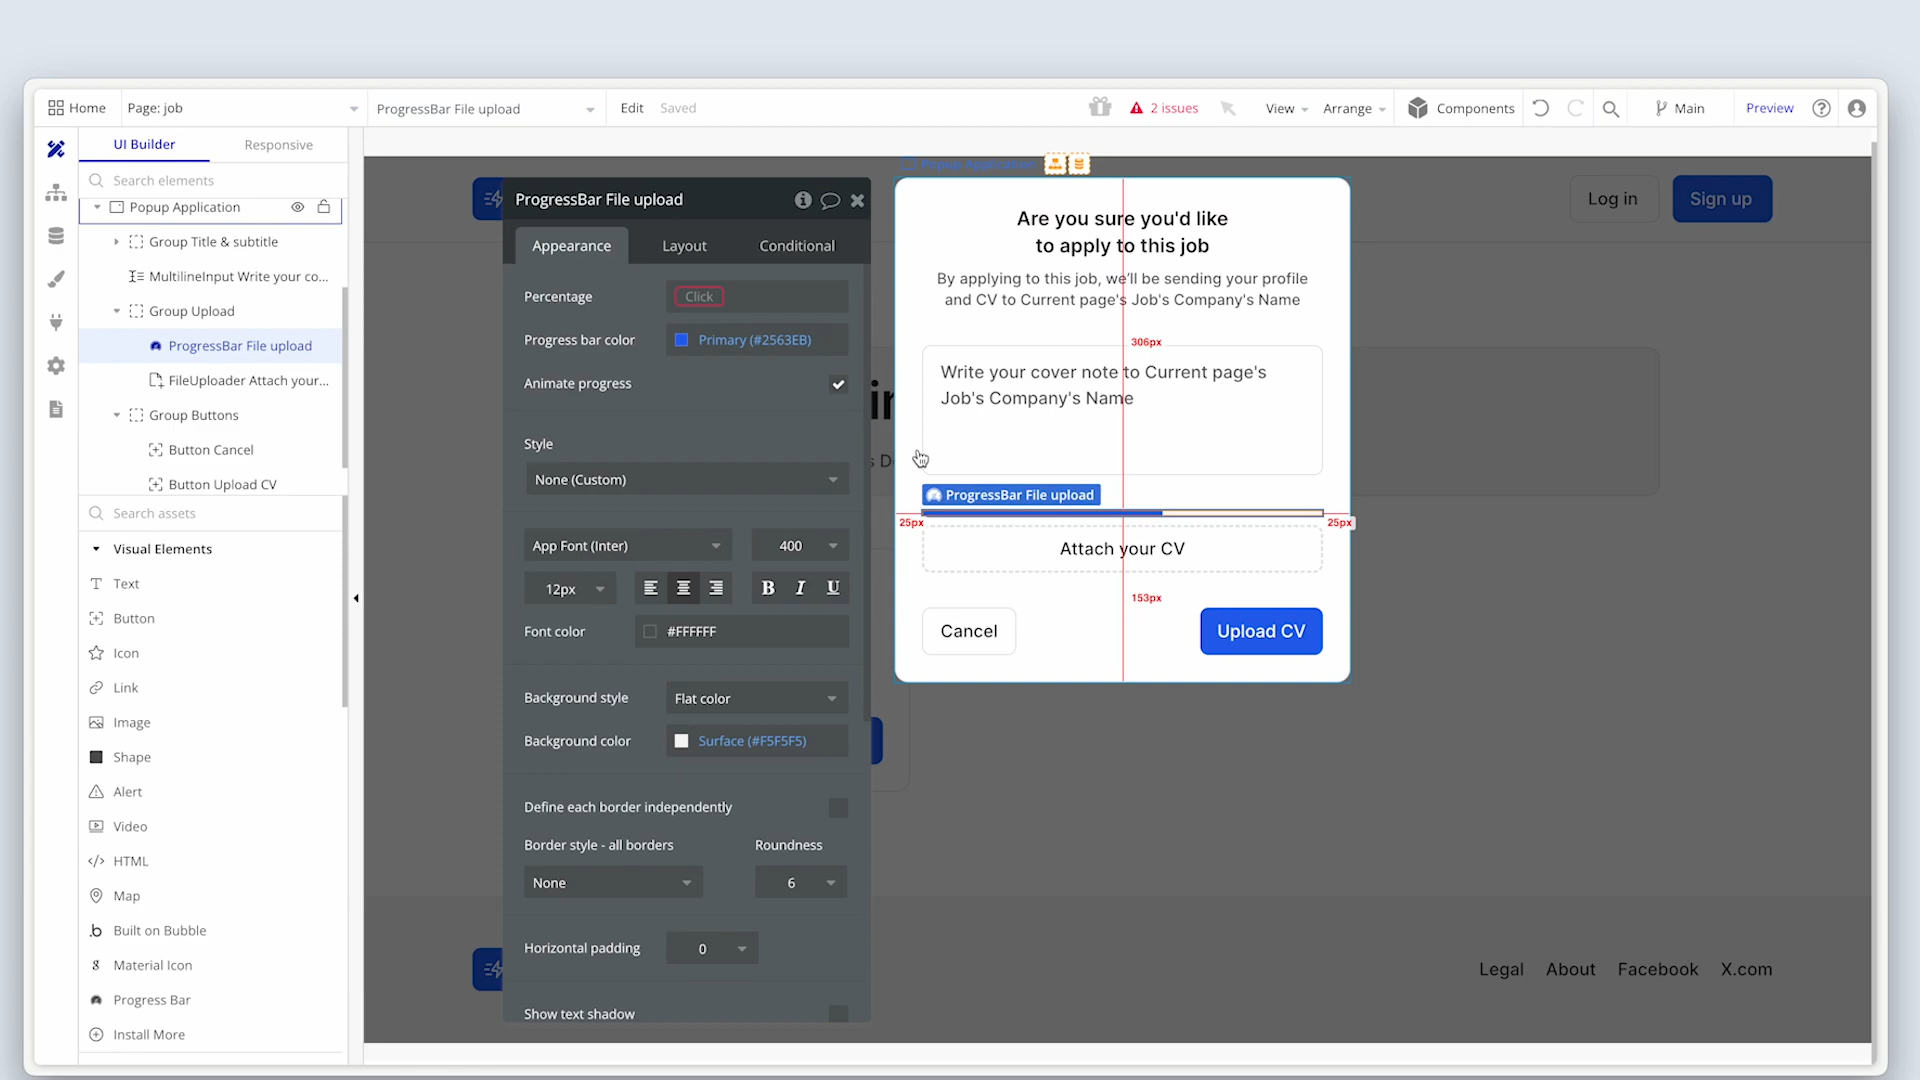 Home
Page: job
ProgressBar File upload
Edit
Saved
2 issues
View
Arrange
Components
Main
Preview
UI Builder
Responsive
Search elements
Popup Application
Group Title & subtitle
MultilineInput Write your co...
Group Upload
ProgressBar File upload
FileUploader Attach your...
Group Buttons
Button Cancel
Button Upload CV
Search assets
Visual Elements
Text
Button
Icon
Link
Image
Shape
Alert
Video
HTML
Map
Built on Bubble
Material Icon
Progress Bar
Install More
ProgressBar File upload
Appearance
Layout
Conditional
Percentage
Click
Progress bar color
Primary (#2563EB)
Animate progress
Style
None (Custom)
App Font (Inter)
400
12px
B I U
Font color
#FFFFFF
Background style
Flat color
Background color
Surface (#F5F5F5)
Define each border independently
Border style - all borders
Roundness
None
6
Horizontal padding
0
Show text shadow
Popup Application
Are you sure you'd like
to apply to this job
By applying to this job, we'll be sending your profile
and CV to Current page's Job's Company's Name
306px
Write your cover note to Current page's
Job's Company's Name
ProgressBar File upload
25px
25px
Attach your CV
153px
Cancel
Upload CV
Log in
Sign up
Legal
About
Facebook
X.com